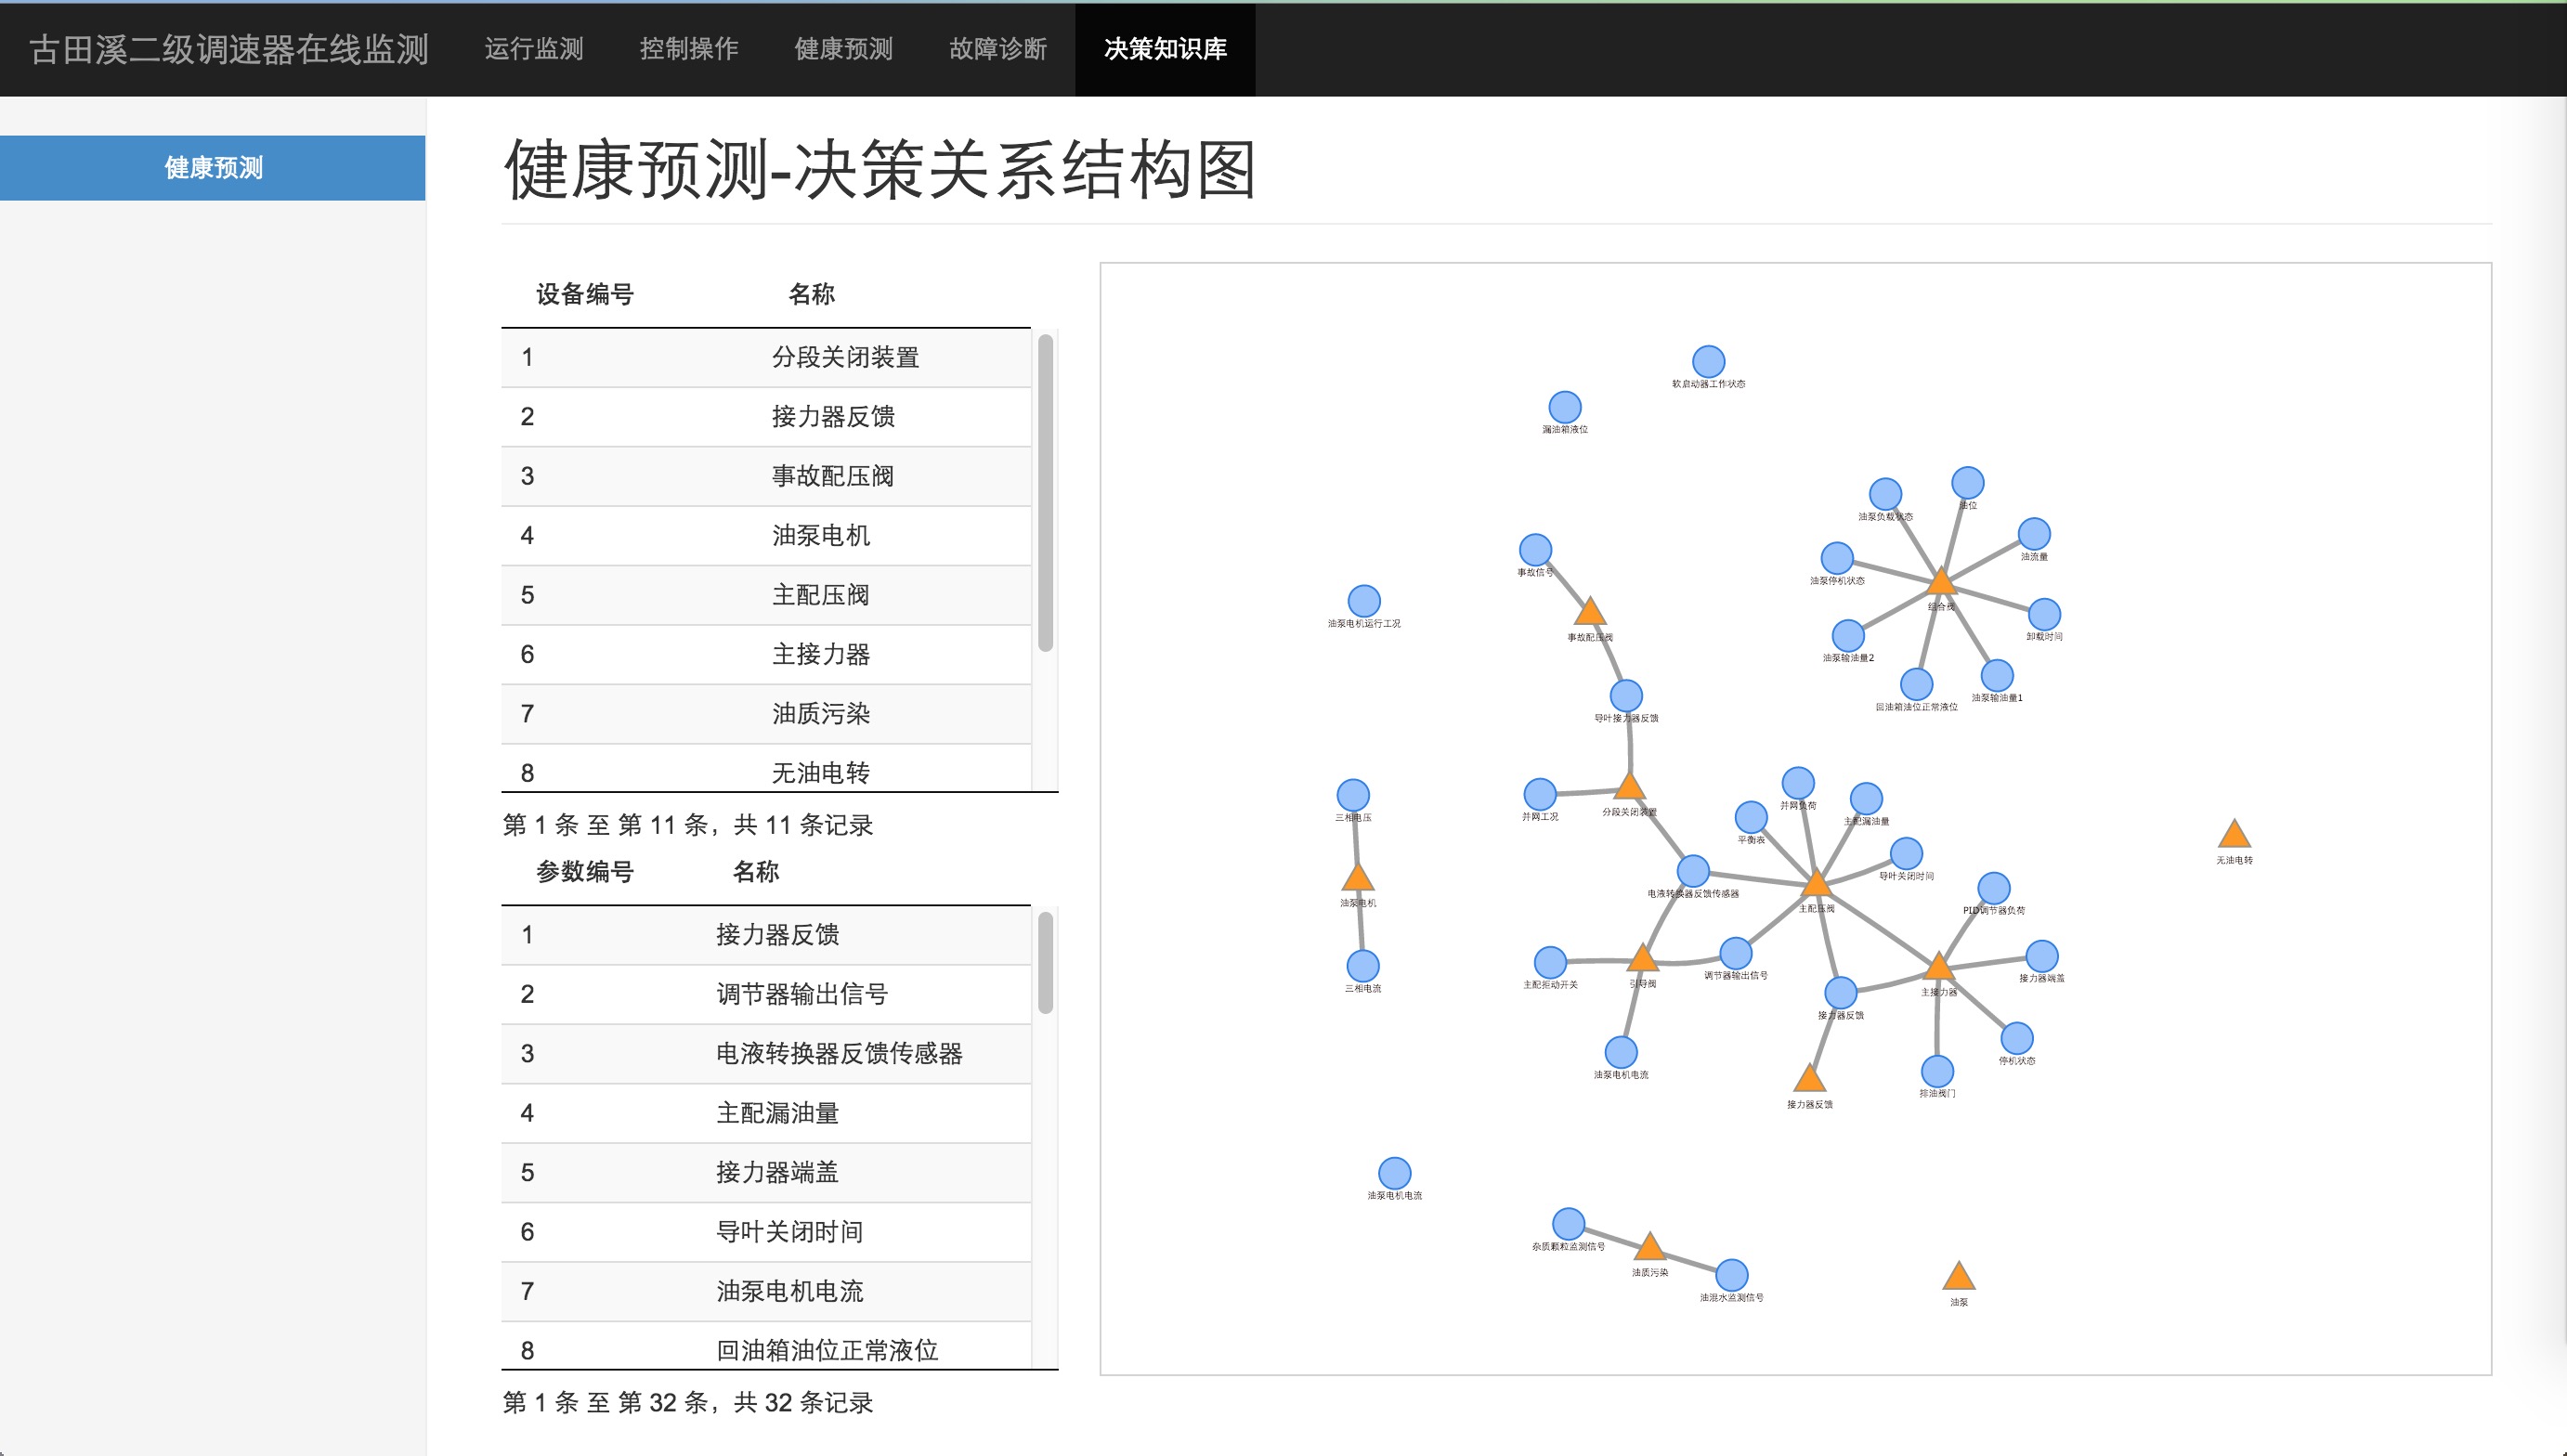 古田溪二级调速器在线监测 运行监测 控制操作 健康预测 故障诊断 决策知识库
健康预测
健康预测-决策关系结构图
设备编号 名称
1 分段关闭装置
2 接力器反馈
3 事故配压阀
4 油泵电机
5 主配压阀
6 主接力器
7 油质污染
8 无油电转
第 1 条 至 第 11 条，共 11 条记录
参数编号 名称
1 接力器反馈
2 调节器输出信号
3 电液转换器反馈传感器
4 主配漏油量
5 接力器端盖
6 导叶关闭时间
7 油泵电机电流
8 回油箱油位正常液位
第 1 条 至 第 32 条，共 32 条记录
软启动器工作状态
漏油箱液位
油位
油泵负载状态
油流量
事故信号
油泵停机状态
组合阀
油泵电机运行工况
卸载时间
事故配压阀
油泵输油量2
油泵输油量1
回油箱油位正常液位
导叶接力器反馈
并网负荷
分段关闭装置
三相电压
并网工况
主配漏油量
平衡表
无油电转
导叶关闭时间
电液转换器反馈传感器
油泵电机
主配压阀
PID调节器负荷
调节器输出信号
接力器端盖
引导阀
主配拒动开关
三相电流
主接力器
接力器反馈
停机状态
油泵电机电流
排油阀门
接力器反馈
油泵电机电流
杂质颗粒监测信号
油质污染
油混水监测信号
油泵